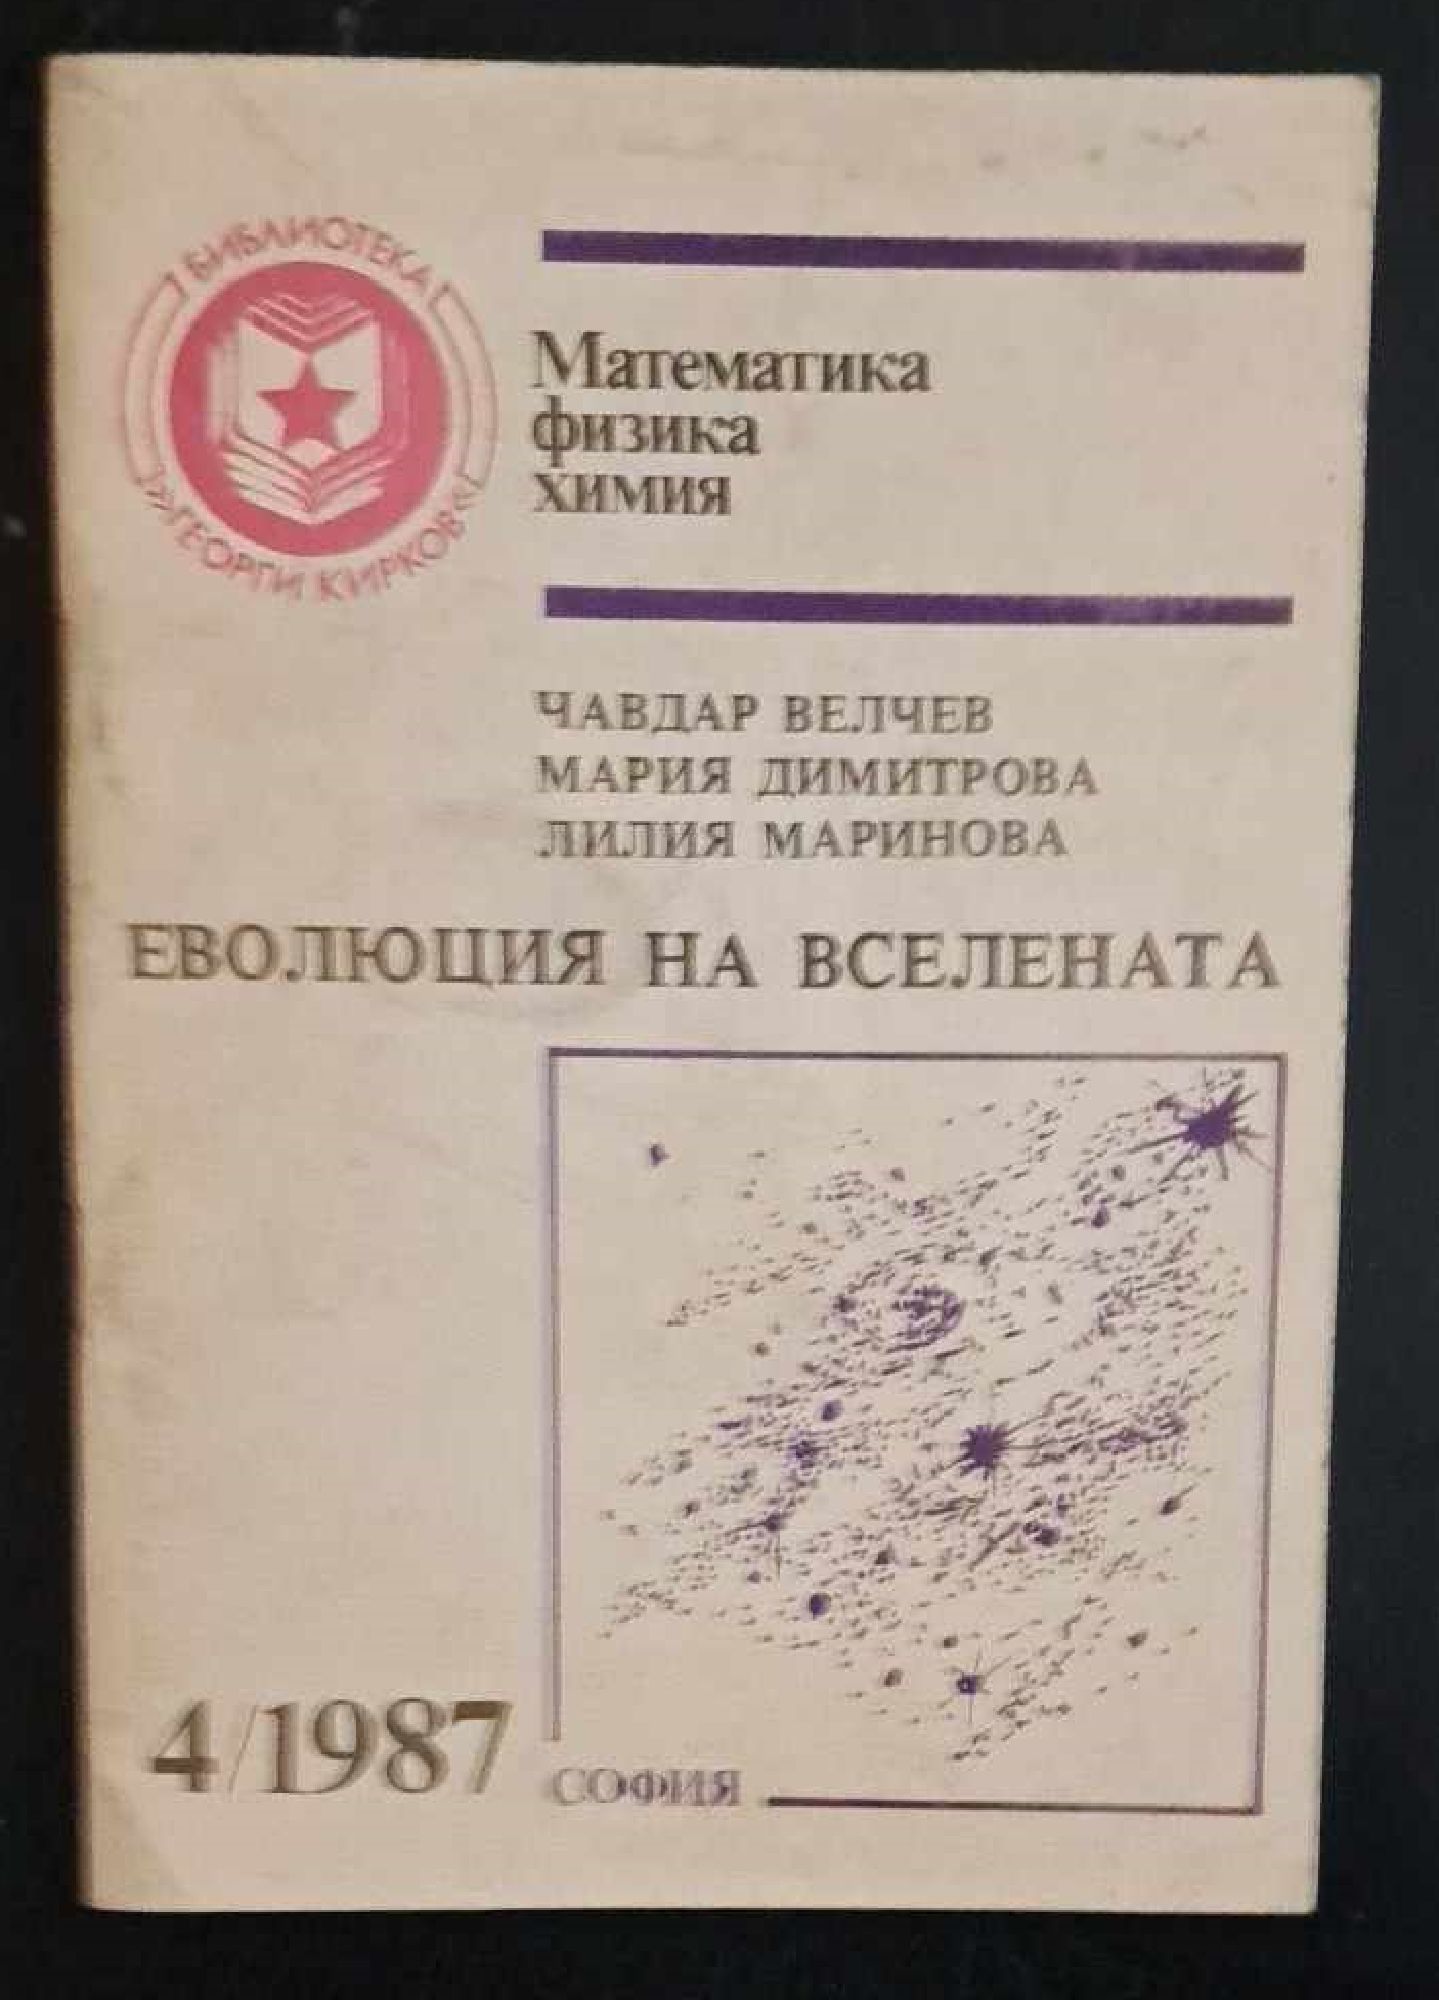 БИБЛИОТЕКА
»ГЕОРГИ КИРКОВ«
Математика
физика
химия
ЧАВДАР ВЕЛЧЕВ
МАРИЯ ДИМИТРОВА
ЛИЛИЯ МАРИНОВА
ЕВОЛЮЦИЯ НА ВСЕЛЕНАТА
4/1987
СОФИЯ